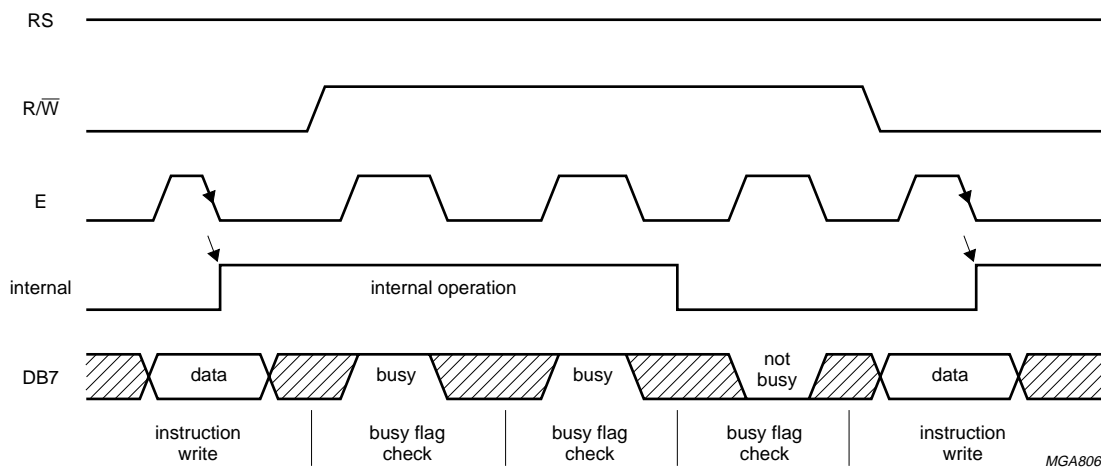 RS
R/W̅
E
internal
internal operation
DB7
data
busy
busy
not
busy
data
instruction
write
busy flag
check
busy flag
check
busy flag
check
instruction
write
MGA806